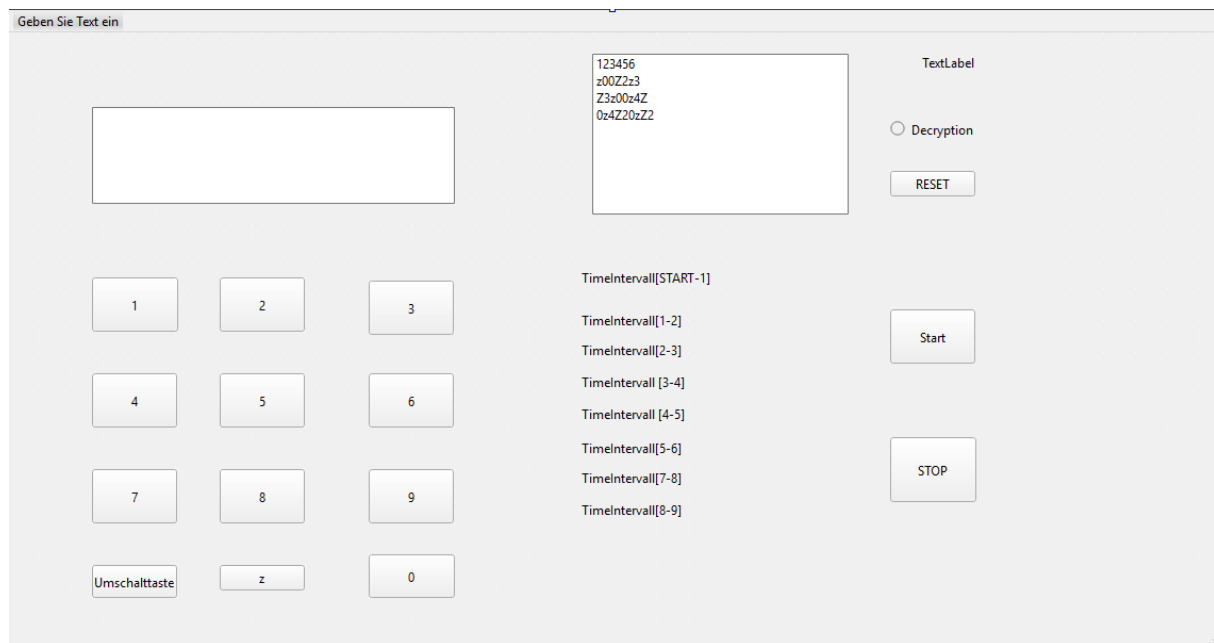 Geben Sie Text ein
123456
z00Z2z3
Z3z00z4Z
0z4Z20zZ2
TextLabel
Decryption
RESET
1 2 3
4 5 6
7 8 9
Umschalttaste z 0
TimeIntervall[START-1]
TimeIntervall[1-2]
TimeIntervall[2-3]
TimeIntervall [3-4]
TimeIntervall [4-5]
TimeIntervall[5-6]
TimeIntervall[7-8]
TimeIntervall[8-9]
Start
STOP